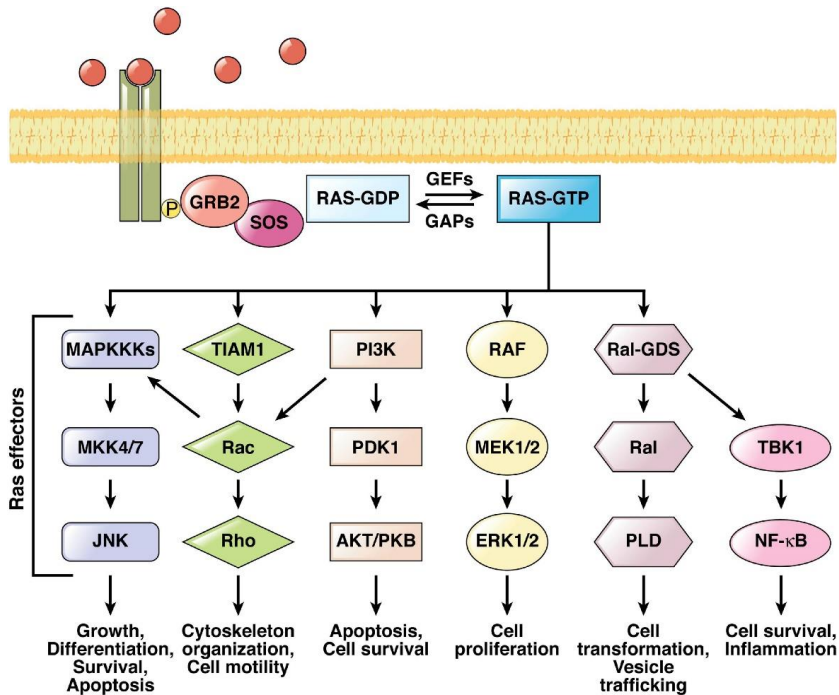 P
GRB2
SOS
RAS-GDP
GEFs
GAPs
RAS-GTP
Ras effectors
MAPKKKs
TIAM1
PI3K
RAF
Ral-GDS
MKK4/7
Rac
PDK1
MEK1/2
Ral
TBK1
JNK
Rho
AKT/PKB
ERK1/2
PLD
NF-κB
Growth,
Differentiation,
Survival,
Apoptosis
Cytoskeleton
organization,
Cell motility
Apoptosis,
Cell survival
Cell
proliferation
Cell
transformation,
Vesicle
trafficking
Cell survival,
Inflammation